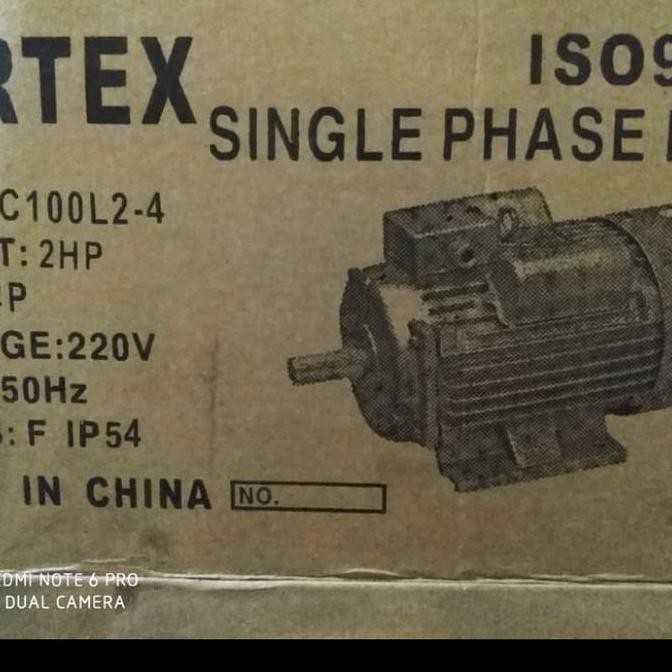 RTEX
ISO9
SINGLE PHASE
C100L2-4
T: 2HP
P
GE:220V
50Hz
: F IP54
IN CHINA
NO.
DMI NOTE 6 PRO
DUAL CAMERA